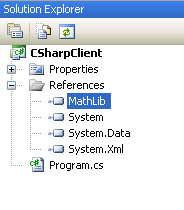 Solution Explorer
CSharpClient
Properties
References
MathLib
System
System.Data
System.Xml
Program.cs